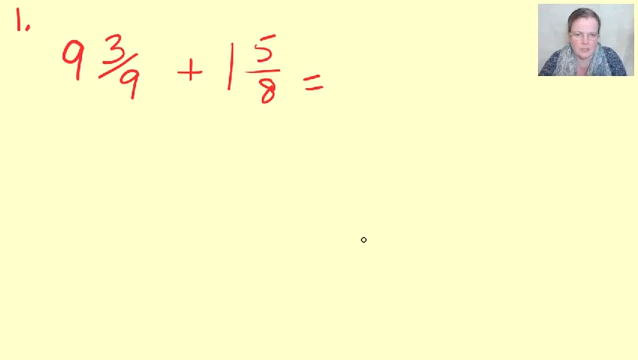 1.
9 3/9 + 1 5/8 =